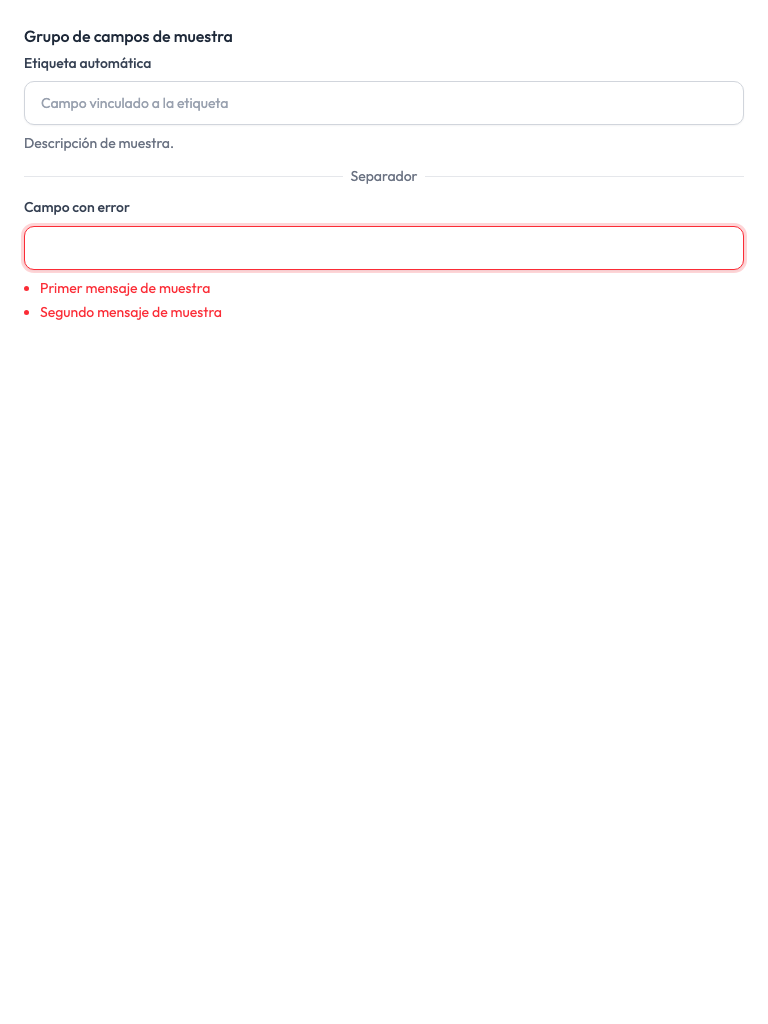 Grupo de campos de muestra
Etiqueta automática
Campo vinculado a la etiqueta
Descripción de muestra.
Separador
Campo con error
Primer mensaje de muestra
Segundo mensaje de muestra